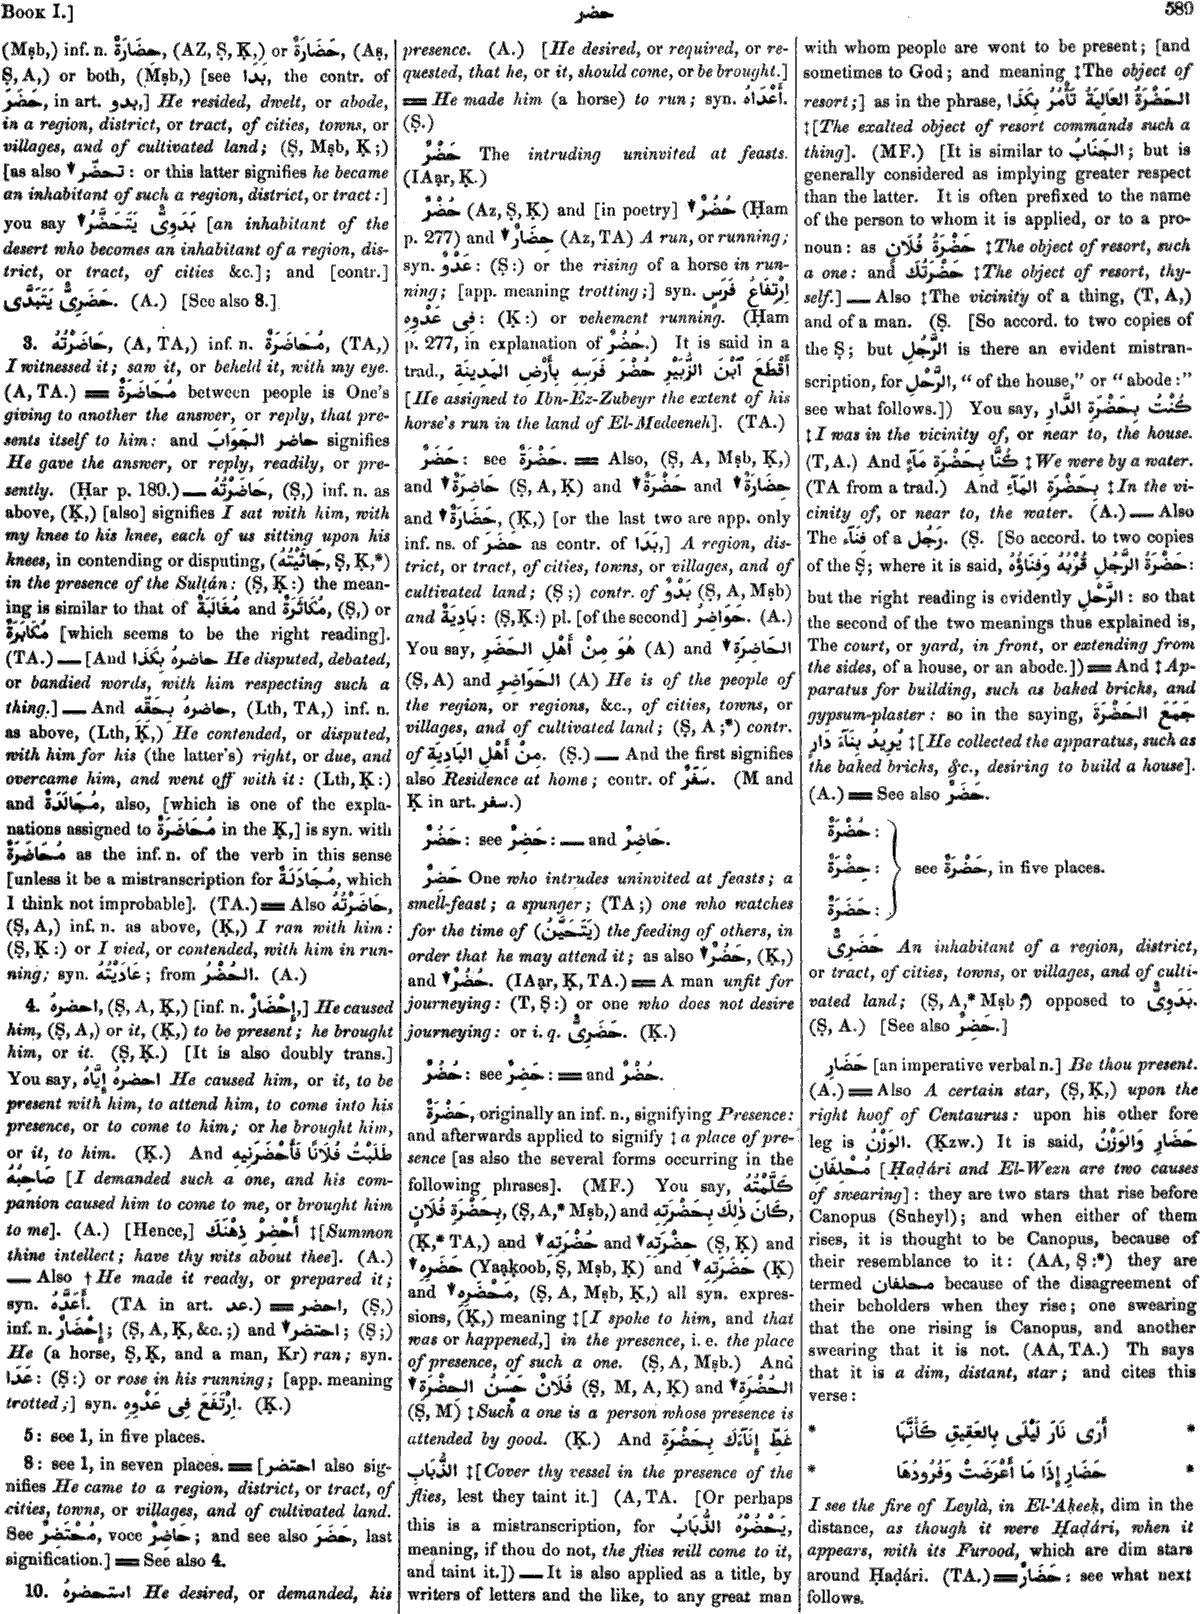 BOOK I.]
حضر
589
(Mṣb,) inf. n. حِضَارَةٌ, (AZ, Ṣ, Ḳ,) or حَضَارَةٌ, (Aṣ,
Ṣ, A,) or both, (Mṣb,) [see بَدَا, the contr. of
حَضَرَ, in art. بدو,] He resided, dwelt, or abode,
in a region, district, or tract, of cities, towns, or
villages, and of cultivated land; (Ṣ, Mṣb, Ḳ;)
[as also ▼ تحضّر: or this latter signifies he became
an inhabitant of such a region, district, or tract:]
you say ▼ بَدَوِىٌّ يَتَحَضَّرُ [an inhabitant of the
desert who becomes an inhabitant of a region, dis-
trict, or tract, of cities &c.]; and [contr.]
حَضَرِىٌّ يَتَبَدَّى. (A.) [See also 8.]
3. حَاضَرْتُهُ, (A, TA,) inf. n. مُحَاضَرَةٌ, (TA,)
I witnessed it; saw it, or beheld it, with my eye.
(A, TA.) ＝ مُحَاضَرَةٌ between people is One's
giving to another the answer, or reply, that pre-
sents itself to him: and حاضر الجَوَابَ signifies
He gave the answer, or reply, readily, or pre-
sently. (Ḥar p. 189.) — حَاضَرْتُهُ, (Ṣ,) inf. n. as
above, (Ḳ,) [also] signifies I sat with him, with
my knee to his knee, each of us sitting upon his
knees, in contending or disputing, (جَاثَيْتُهُ, Ṣ, Ḳ,*)
in the presence of the Sulṭán: (Ṣ, Ḳ:) the mean-
ing is similar to that of مُغَالَبَةٌ and مُكَاثَرَةٌ, (Ṣ,) or
مُكَابَرَةٌ [which seems to be the right reading].
(TA.) — [And حاضرهُ بِكَذَا He disputed, debated,
or bandied words, with him respecting such a
thing.] — And حاضرهُ بِحَقِّه, (Lth, TA,) inf. n.
as above, (Lth, Ḳ,) He contended, or disputed,
with him for his (the latter's) right, or due, and
overcame him, and went off with it: (Lth, Ḳ:)
and مُجَالَدَةٌ, also, [which is one of the expla-
nations assigned to مُحَاضَرَةٌ in the Ḳ,] is syn. with
مُحَاضَرَةٌ as the inf. n. of the verb in this sense
[unless it be a mistranscription for مُجَادَلَةٌ, which
I think not improbable]. (TA.) ＝ Also حَاضَرْتُهُ,
(Ṣ, A,) inf. n. as above, (Ḳ,) I ran with him:
(Ṣ, Ḳ:) or I vied, or contended, with him in run-
ning; syn. عَادَيْتُهُ; from الحُضْرُ. (A.)
4. احضرهُ, (Ṣ, A, Ḳ,) [inf. n. إِحْضَارٌ,] He caused
him, (Ṣ, A,) or it, (Ḳ,) to be present; he brought
him, or it. (Ṣ, Ḳ.) [It is also doubly trans.]
You say, احضرهُ إِيَّاهُ He caused him, or it, to be
present with him, to attend him, to come into his
presence, or to come to him; or he brought him,
or it, to him. (Ḳ.) And طَلَبْتُ فُلَانًا فَأَحْضَرَنِيهِ
صَاحِبُهُ [I demanded such a one, and his com-
panion caused him to come to me, or brought him
to me]. (A.) [Hence,] أَحْضِرْ ذِهْنَكَ ‡[Summon
thine intellect; have thy wits about thee]. (A.)
— Also † He made it ready, or prepared it;
syn. أَعَدَّهُ. (TA in art. عد.) ＝ احضر, (Ṣ,)
inf. n. إِحْضَارٌ; (Ṣ, A, Ḳ, &c.;) and ▼ احتضر; (Ṣ;)
He (a horse, Ṣ, Ḳ, and a man, Kr) ran; syn.
عَدَا: (Ṣ:) or rose in his running; [app. meaning
trotted;] syn. اِرْتَفَعَ فِى عَدْوِهِ. (Ḳ.)
5: see 1, in five places.
8: see 1, in seven places. ＝ [احتضر also sig-
nifies He came to a region, district, or tract, of
cities, towns, or villages, and of cultivated land.
See مُحْتَضِرٌ, voce حَاضِرٌ; and see also حَضَرَ, last
signification.] ＝ See also 4.
10. استحضرهُ He desired, or demanded, his
presence. (A.) [He desired, or required, or re-
quested, that he, or it, should come, or be brought.]
＝ He made him (a horse) to run; syn. أَعْدَاهُ.
(Ṣ.)
حَضْرٌ The intruding uninvited at feasts.
(IAạr, Ḳ.)
حُضْرٌ (Az, Ṣ, Ḳ) and [in poetry] ▼ حُضُرٌ (Ḥam
p. 277) and ▼ حِضَارٌ (Az, TA) A run, or running;
syn. عَدْوٌ: (Ṣ:) or the rising of a horse in run-
ning; [app. meaning trotting;] syn. اِرْتِفَاعُ فَرَسٍ
فِى عَدْوِهِ: (Ḳ:) or vehement running. (Ḥam
p. 277, in explanation of حُضُرٌ.) It is said in a
trad., أَقْطَعَ ٱبْنَ الزُّبَيْرِ حُضْرَ فَرَسِهِ بِأَرْضِ المَدِينَةِ
[He assigned to Ibn-Ez-Zubeyr the extent of his
horse's run in the land of El-Medeeneh]. (TA.)
حَضَرٌ: see حَضْرَةٌ. ＝ Also, (Ṣ, A, Mṣb, Ḳ,)
and ▼ حَاضِرَةٌ (Ṣ, A, Ḳ) and ▼ حَضْرَةٌ and ▼ حِضَارَةٌ
and ▼ حَضَارَةٌ, (Ḳ,) [or the last two are app. only
inf. ns. of حَضَرَ as contr. of بَدَا,] A region, dis-
trict, or tract, of cities, towns, or villages, and of
cultivated land; (Ṣ;) contr. of بَدْوٌ (Ṣ, A, Mṣb)
and بَادِيَةٌ: (Ṣ, Ḳ:) pl. [of the second] حَوَاضِرُ. (A.)
You say, هُوَ مِنْ أَهْلِ الحَضَرِ (A) and ▼ الحَاضِرَةِ
(Ṣ, A) and الحَوَاضِرِ (A) He is of the people of
the region, or regions, &c., of cities, towns, or
villages, and of cultivated land; (Ṣ, A;*) contr.
of مِنْ أَهْلِ البَادِيَةِ. (Ṣ.) — And the first signifies
also Residence at home; contr. of سَفَرٌ. (M and
Ḳ in art. سفر.)
حَضُرٌ: see حَضِرٌ: — and حَاضِرٌ.
حَضِرٌ One who intrudes uninvited at feasts; a
smell-feast; a spunger; (TA;) one who watches
for the time of (يَتَحَيَّنُ) the feeding of others, in
order that he may attend it; as also ▼ حَضُرٌ, (Ḳ,)
and ▼ حُضُرٌ. (IAạr, Ḳ, TA.) ＝ A man unfit for
journeying: (T, Ṣ:) or one who does not desire
journeying: or i. q. حَضَرِىٌّ. (Ḳ.)
حُضُرٌ: see حَضِرٌ: ＝ and حُضْرٌ.
حَضْرَةٌ, originally an inf. n., signifying Presence:
and afterwards applied to signify ‡ a place of pre-
sence [as also the several forms occurring in the
following phrases]. (MF.) You say, كَلَّمْتُهُ
بِحَضْرَةِ فُلَانٍ, (Ṣ, A,* Mṣb,) and كَانَ ذٰلِكَ بِحَضْرَتِهِ,
(Ḳ,* TA,) and ▼ حُضْرَتِهِ and ▼ حِضْرَتِهِ (Ṣ, Ḳ) and
▼ حَضَرِهِ (Yaạḳoob, Ṣ, Mṣb, Ḳ) and ▼ حَضَرَتِهِ (Ḳ)
and ▼ مَحْضَرِهِ, (Ṣ, A, Mṣb, Ḳ,) all syn. expres-
sions, (Ḳ,) meaning ‡[I spoke to him, and that
was or happened,] in the presence, i. e. the place
of presence, of such a one. (Ṣ, A, Mṣb.) And
▼ فُلَانٌ حَسَنُ الحِضْرَةِ (Ṣ, M, A, Ḳ) and ▼ الحُضْرَةِ
(Ṣ, M) ‡ Such a one is a person whose presence is
attended by good. (Ḳ.) And غَطِّ إِنَآءَكَ بِحَضْرَةِ
الذُّبَابِ ‡[Cover thy vessel in the presence of the
flies, lest they taint it.] (A, TA. [Or perhaps
this is a mistranscription, for يَحْضُرْهُ الذُّبَابُ,
meaning, if thou do not, the flies will come to it,
and taint it.]) — It is also applied as a title, by
writers of letters and the like, to any great man
with whom people are wont to be present; [and
sometimes to God; and meaning ‡ The object of
resort;] as in the phrase, الحَضْرَةُ العَالِيَةُ تَأْمُرُ بِكَذَا
‡[The exalted object of resort commands such a
thing]. (MF.) [It is similar to الجَنَابُ; but is
generally considered as implying greater respect
than the latter. It is often prefixed to the name
of the person to whom it is applied, or to a pro-
noun: as حَضْرَةُ فُلَانٍ ‡ The object of resort, such
a one: and حَضْرَتُكَ ‡ The object of resort, thy-
self.] — Also ‡ The vicinity of a thing, (T, A,)
and of a man. (Ṣ. [So accord. to two copies of
the Ṣ; but الرَّجُلِ is there an evident mistran-
scription, for الرَّحْلِ, "of the house," or "abode:"
see what follows.]) You say, كُنْتُ بِحَضْرَةِ الدَّارِ
‡ I was in the vicinity of, or near to, the house.
(T, A.) And كُنَّا بِحَضْرَةِ مَآءٍ ‡ We were by a water.
(TA from a trad.) And بِحَضْرَةِ المَآءِ ‡ In the vi-
cinity of, or near to, the water. (A.) — Also
The فِنَآء of a رَجُل. (Ṣ. [So accord. to two copies
of the Ṣ; where it is said, حَضْرَةُ الرَّجُلِ قُرْبُهُ وَفِنَاؤُهُ:
but the right reading is evidently الرَّحْلِ: so that
the second of the two meanings thus explained is,
The court, or yard, in front, or extending from
the sides, of a house, or an abode.]) ＝ And ‡ Ap-
paratus for building, such as baked bricks, and
gypsum-plaster: so in the saying, جَمَعَ الحَضْرَةَ
يُرِيدُ بِنَآءَ دَارٍ ‡[He collected the apparatus, such as
the baked bricks, &c., desiring to build a house].
(A.) ＝ See also حَضَرٌ.
حُضْرَةٌ:
حِضْرَةٌ: see حَضْرَةٌ, in five places.
حَضَرَةٌ:
حَضَرِىٌّ An inhabitant of a region, district,
or tract, of cities, towns, or villages, and of culti-
vated land; (Ṣ, A,* Mṣb;*) opposed to بَدَوِىٌّ.
(Ṣ, A.) [See also حَضِرٌ.]
حَضَارِ [an imperative verbal n.] Be thou present.
(A.) ＝ Also A certain star, (Ṣ, Ḳ,) upon the
right hoof of Centaurus: upon his other fore
leg is الوَزْنُ. (Ḳzw.) It is said, حَضَارِ وَالوَزْنُ
مُحْلِفَانِ [Ḥaḍári and El-Wezn are two causes
of swearing]: they are two stars that rise before
Canopus (Suheyl); and when either of them
rises, it is thought to be Canopus, because of
their resemblance to it: (AA, Ṣ:*) they are
termed محلفان because of the disagreement of
their beholders when they rise; one swearing
that the one rising is Canopus, and another
swearing that it is not. (AA, TA.) Th says
that it is a dim, distant, star; and cites this
verse:
* أَرَى نَارَ لَيْلَى بِالعَقِيقِ كَأَنَّهَا *
* حَضَارِ إِذَا مَا أَعْرَضَتْ وَفُرُودُهَا *
I see the fire of Leylà, in El-'Aḳeeḳ, dim in the
distance, as though it were Ḥaḍári, when it
appears, with its Furood, which are dim stars
around Ḥaḍári. (TA.) ＝ حَضَارٌ: see what next
follows.